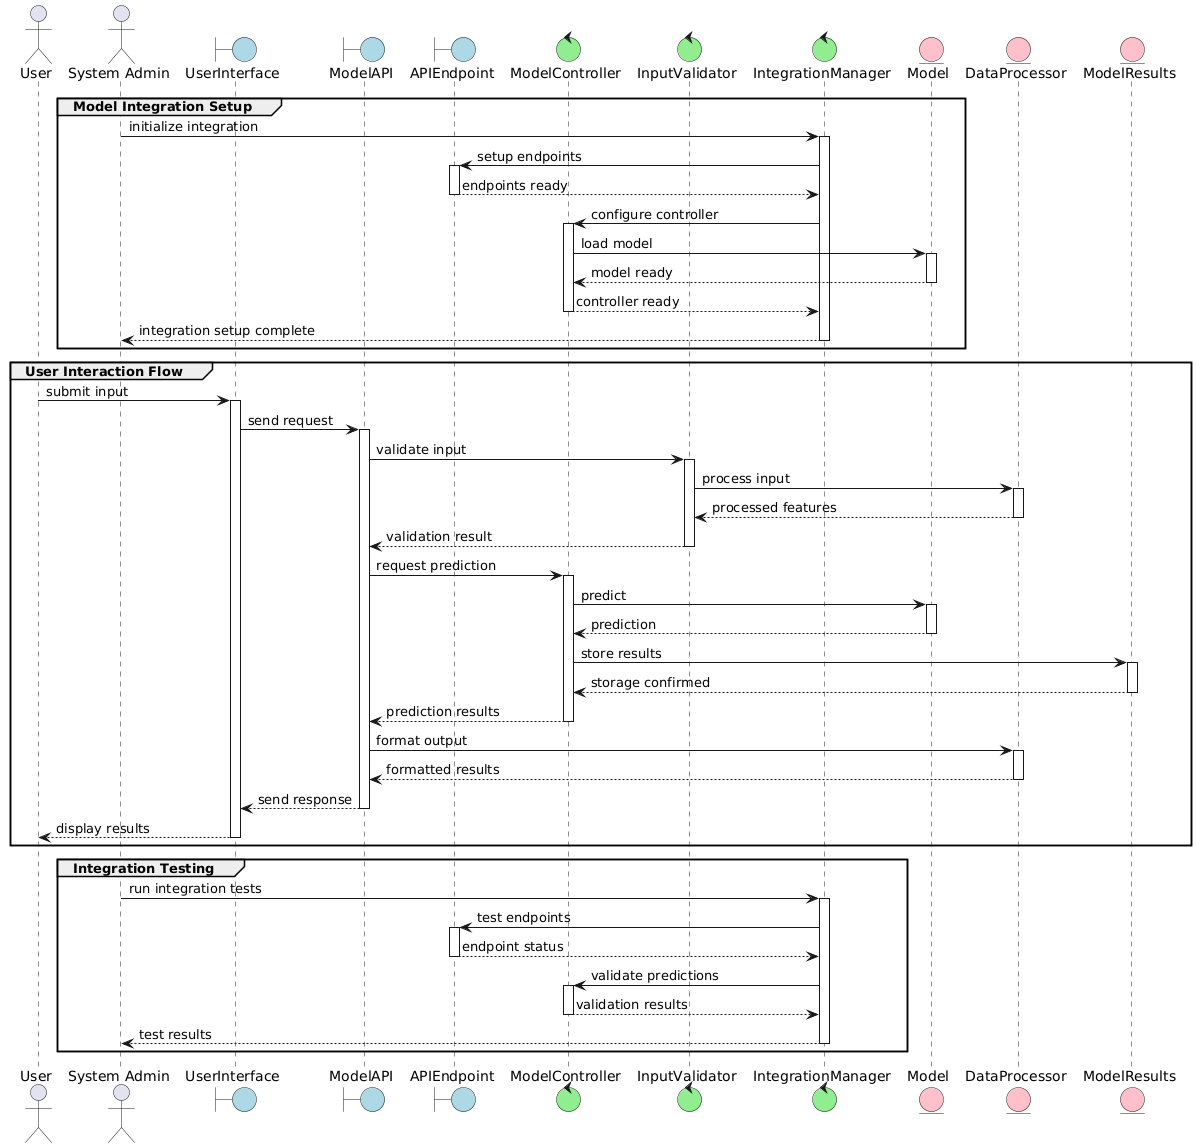 User System Admin UserInterface ModelAPI APIEndpoint ModelController InputValidator IntegrationManager Model DataProcessor ModelResults
Model Integration Setup
initialize integration
setup endpoints
endpoints ready
configure controller
load model
model ready
controller ready
integration setup complete
User Interaction Flow
submit input
send request
validate input
process input
processed features
validation result
request prediction
predict
prediction
store results
storage confirmed
prediction results
format output
formatted results
send response
display results
Integration Testing
run integration tests
test endpoints
endpoint status
validate predictions
validation results
test results
User System Admin UserInterface ModelAPI APIEndpoint ModelController InputValidator IntegrationManager Model DataProcessor ModelResults